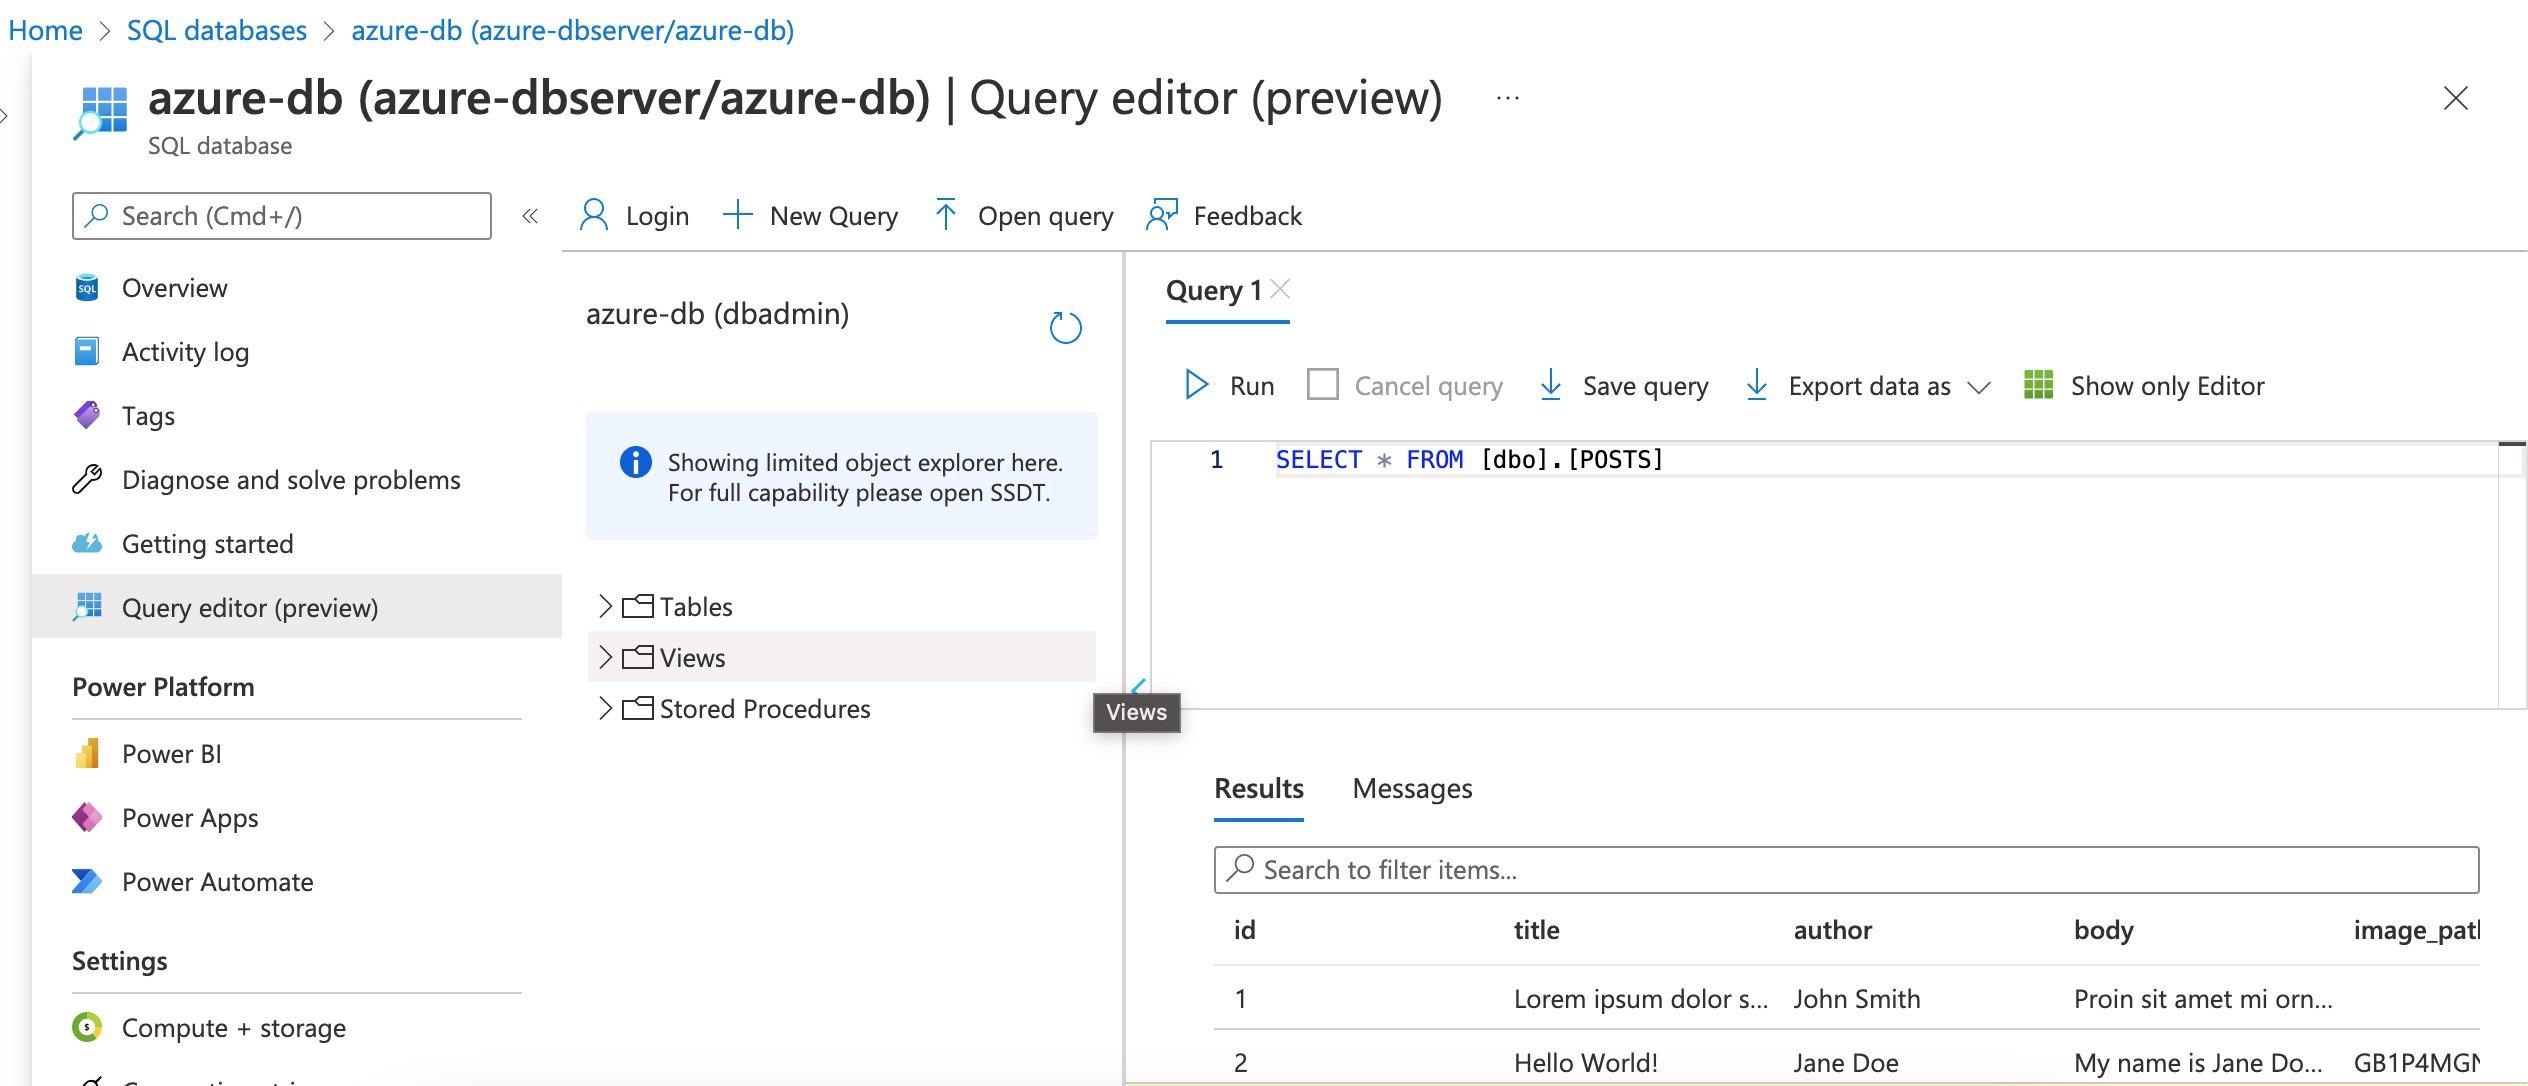 Home > SQL databases > azure-db (azure-dbserver/azure-db)
azure-db (azure-dbserver/azure-db) | Query editor (preview) ...
SQL database
Search (Cmd+/)
«
Login
New Query
Open query
Feedback
Overview
Activity log
Tags
Diagnose and solve problems
Getting started
Query editor (preview)
Power Platform
Power BI
Power Apps
Power Automate
Settings
Compute + storage
azure-db (dbadmin)
Showing limited object explorer here.
For full capability please open SSDT.
Tables
Views
Stored Procedures
Views
Query 1
Run
Cancel query
Save query
Export data as
Show only Editor
1 SELECT * FROM [dbo].[POSTS]
Results Messages
Search to filter items...
id title author body image_pat
1 Lorem ipsum dolor s... John Smith Proin sit amet mi orn...
2 Hello World! Jane Doe My name is Jane Do... GB1P4MG